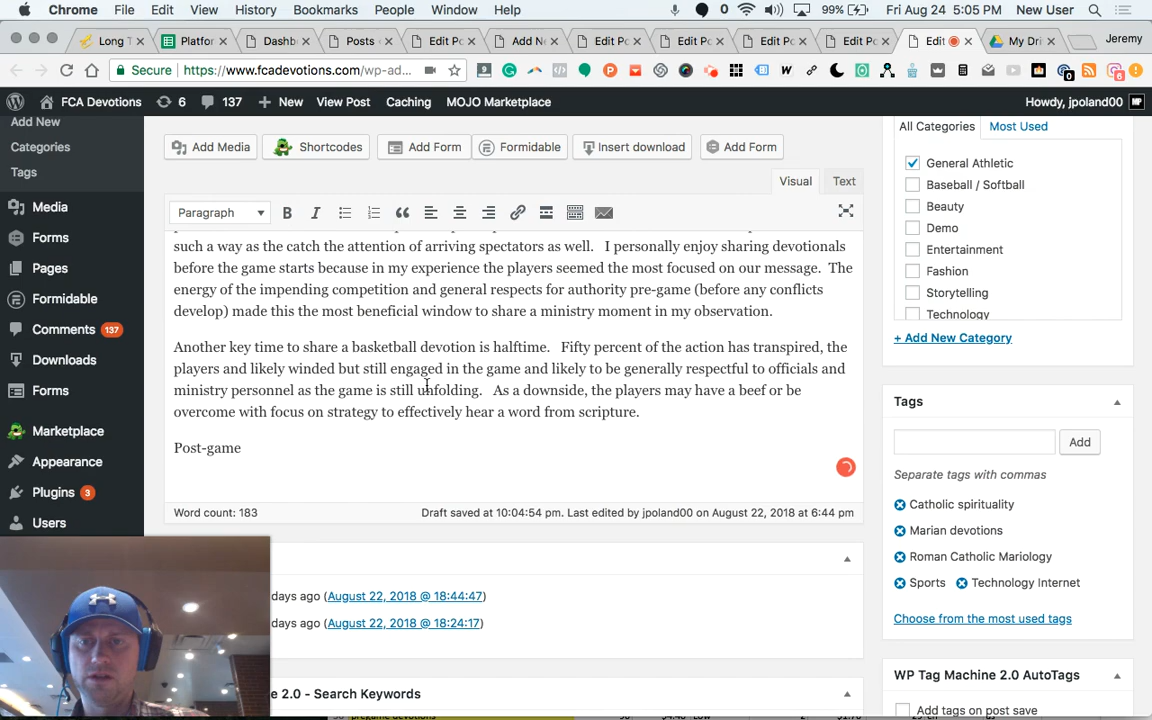 Chrome File Edit View History Bookmarks People Window Help 0 99% Fri Aug 24 5:05 PM New User
Long T Platfor Dashb Posts Edit Po Add Ne Edit Po Edit Po Edit Po Edit Po Edit My Dri Jeremy
Secure https://www.fcadevotions.com/wp-ad...
FCA Devotions 6 137 New View Post Caching MOJO Marketplace Howdy, jpoland00
Add New
Categories
Tags
Media
Forms
Pages
Formidable
Comments 137
Downloads
Forms
Marketplace
Appearance
Plugins 3
Users
Add Media Shortcodes Add Form Formidable Insert download Add Form
Visual Text
Paragraph
such a way as the catch the attention of arriving spectators as well. I personally enjoy sharing devotionals
before the game starts because in my experience the players seemed the most focused on our message. The
energy of the impending competition and general respects for authority pre-game (before any conflicts
develop) made this the most beneficial window to share a ministry moment in my observation.
Another key time to share a basketball devotion is halftime. Fifty percent of the action has transpired, the
players and likely winded but still engaged in the game and likely to be generally respectful to officials and
ministry personnel as the game is still unfolding. As a downside, the players may have a beef or be
overcome with focus on strategy to effectively hear a word from scripture.
Post-game
Word count: 183 Draft saved at 10:04:54 pm. Last edited by jpoland00 on August 22, 2018 at 6:44 pm
days ago (August 22, 2018 @ 18:44:47)
days ago (August 22, 2018 @ 18:24:17)
2.0 - Search Keywords
All Categories Most Used
General Athletic
Baseball / Softball
Beauty
Demo
Entertainment
Fashion
Storytelling
Technology
+ Add New Category
Tags
Add
Separate tags with commas
Catholic spirituality
Marian devotions
Roman Catholic Mariology
Sports Technology Internet
Choose from the most used tags
WP Tag Machine 2.0 AutoTags
Add tags on post save